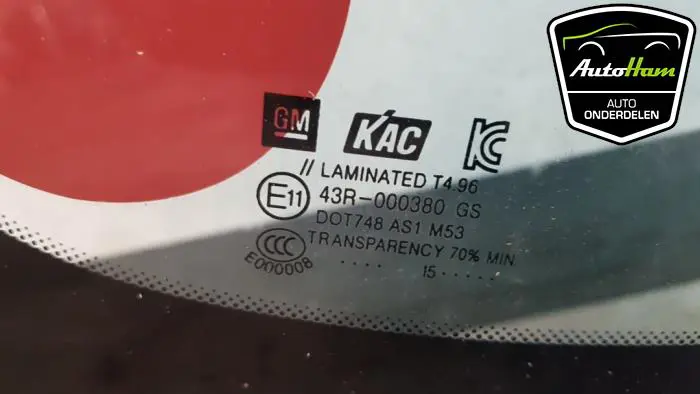 AutoHam
AUTO
ONDERDELEN
GM
KAC
KC
// LAMINATED T4.96
E11
43R-000380 GS
DOT748 AS1 M53
CCC
TRANSPARENCY 70% MIN
E000008
.... 15 .....